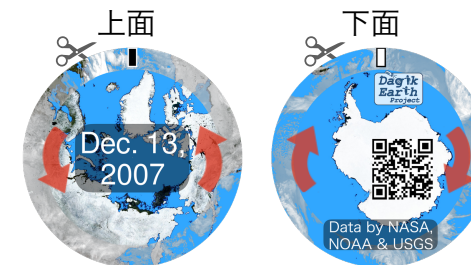 上面
下面
Dagik
Earth
Project
Dec. 13,
2007
Data by NASA,
NOAA & USGS